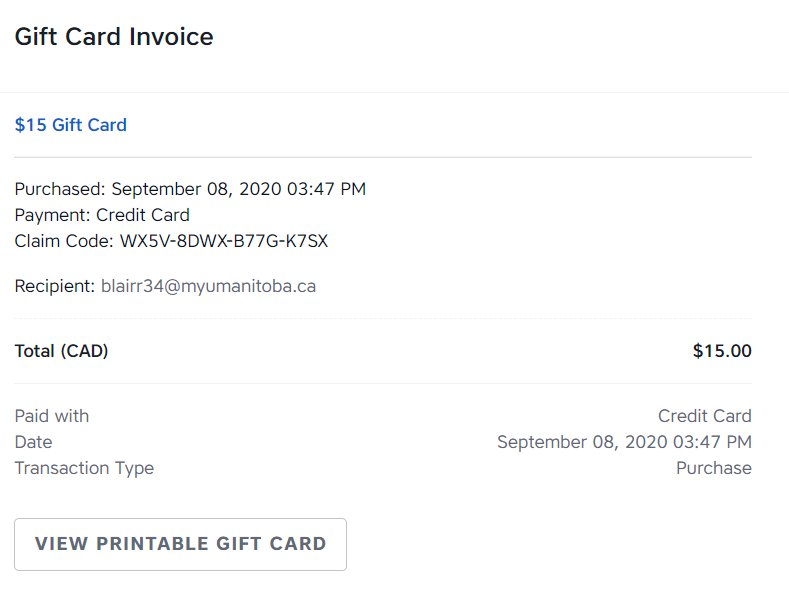 Gift Card Invoice
$15 Gift Card
Purchased: September 08, 2020 03:47 PM
Payment: Credit Card
Claim Code: WX5V-8DWX-B77G-K7SX
Recipient: blairr34@myumanitoba.ca
Total (CAD) $15.00
Paid with Credit Card
Date September 08, 2020 03:47 PM
Transaction Type Purchase
VIEW PRINTABLE GIFT CARD